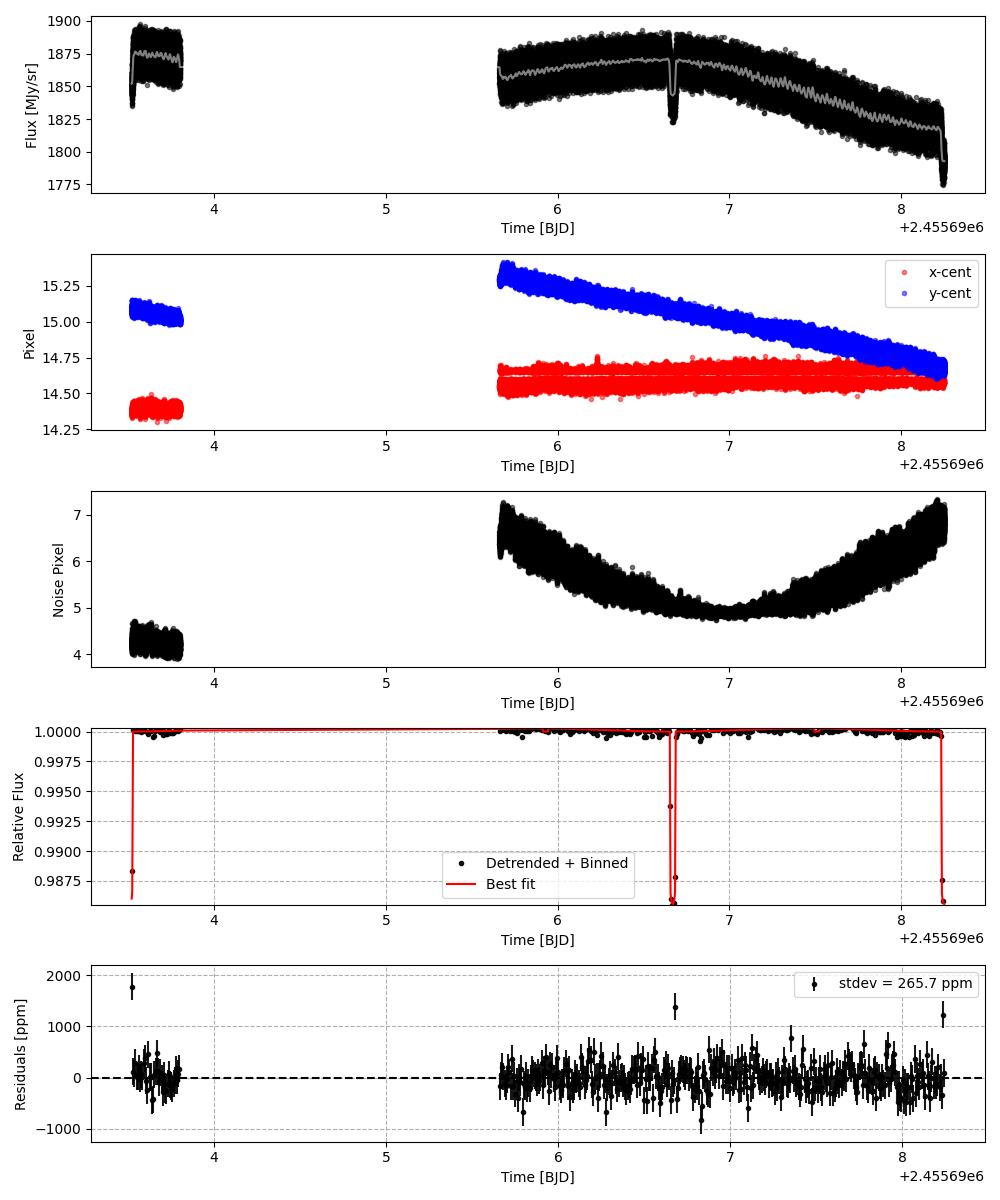 1900
1875
1850
1825
1800
1775
Flux [MJy/sr]
4 5 6 7 8
Time [BJD]
+2.45569e6
15.25
15.00
14.75
14.50
14.25
Pixel
x-cent
y-cent
4 5 6 7 8
Time [BJD]
+2.45569e6
7
6
5
4
Noise Pixel
4 5 6 7 8
Time [BJD]
+2.45569e6
1.0000
0.9975
0.9950
0.9925
0.9900
0.9875
Relative Flux
Detrended + Binned
Best fit
4 5 6 7 8
Time [BJD]
+2.45569e6
2000
1000
0
−1000
Residuals [ppm]
stdev = 265.7 ppm
4 5 6 7 8
Time [BJD]
+2.45569e6